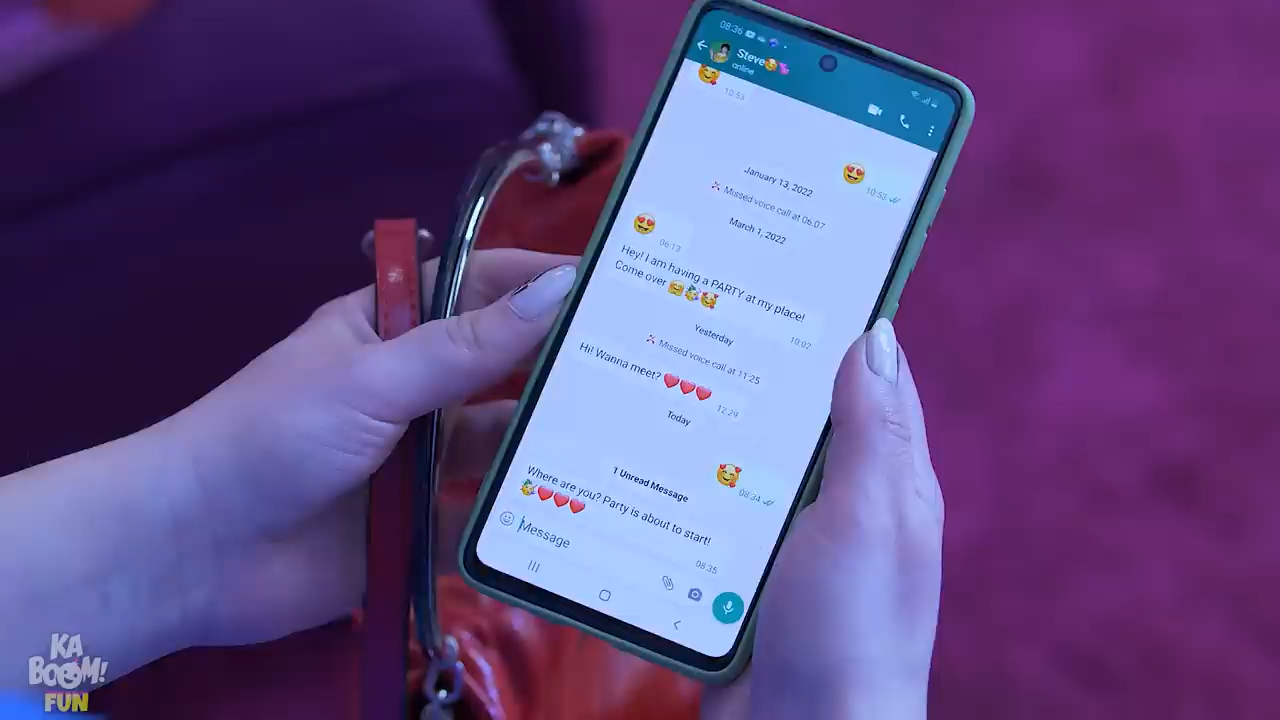 08:36
Steve
online
10:53
10:53
January 13, 2022
Missed voice call at 06:07
March 1, 2022
06:13
Hey! I am having a PARTY at my place!
Come over
10:02
Yesterday
Missed voice call at 11:25
Hi! Wanna meet?
12:29
Today
08:34
1 Unread Message
Where are you? Party is about to start!
08:35
Message
KA
BOOM!
FUN